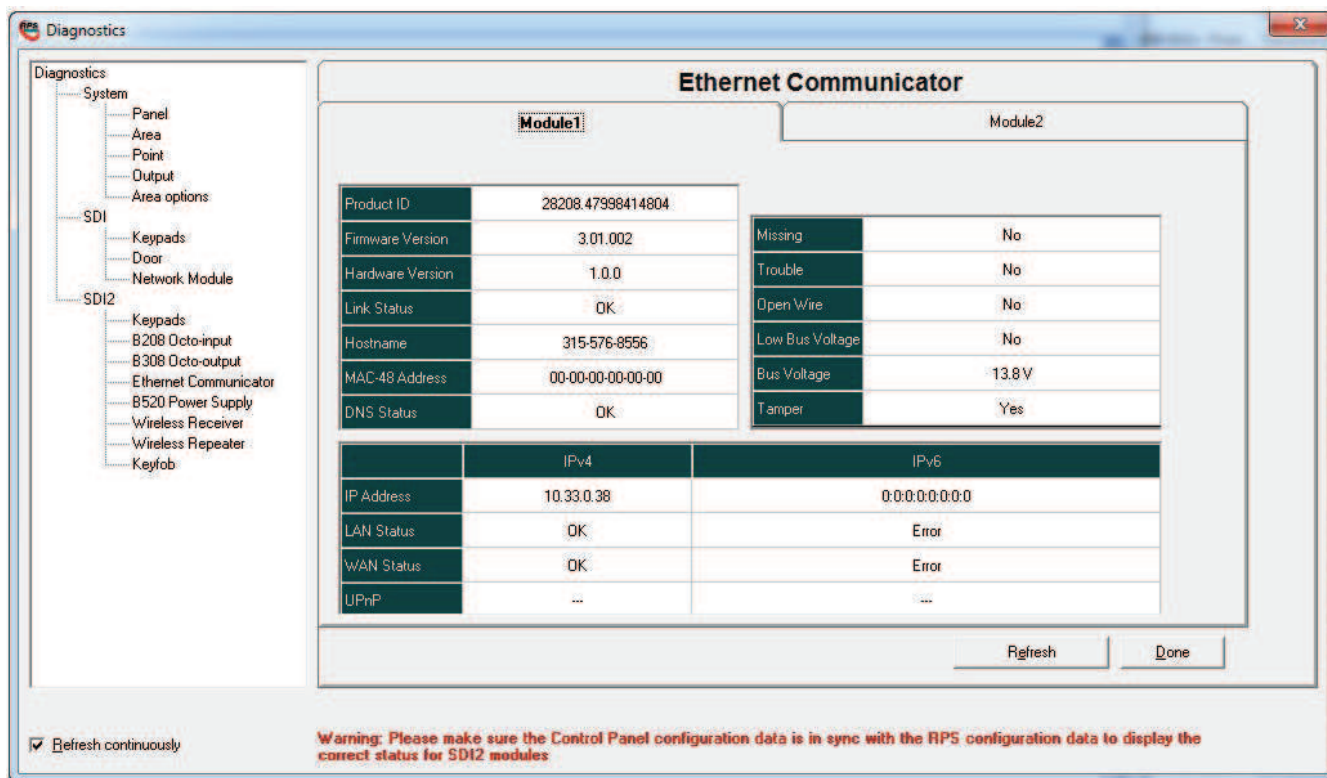 RPS Diagnostics
Diagnostics
System
Panel
Area
Point
Output
Area options
SDI
Keypads
Door
Network Module
SDI2
Keypads
B208 Octo-input
B308 Octo-output
Ethernet Communicator
B520 Power Supply
Wireless Receiver
Wireless Repeater
Keyfob
Ethernet Communicator
Module1 Module2
Product ID 28208.47998414804
Firmware Version 3.01.002
Hardware Version 1.0.0
Link Status OK
Hostname 315-576-8556
MAC-48 Address 00-00-00-00-00-00
DNS Status OK
Missing No
Trouble No
Open Wire No
Low Bus Voltage No
Bus Voltage 13.8 V
Tamper Yes
IPv4 IPv6
IP Address 10.33.0.38 0:0:0:0:0:0:0:0
LAN Status OK Error
WAN Status OK Error
UPnP --- ---
Refresh Done
Refresh continuously
Warning: Please make sure the Control Panel configuration data is in sync with the RPS configuration data to display the
correct status for SDI2 modules